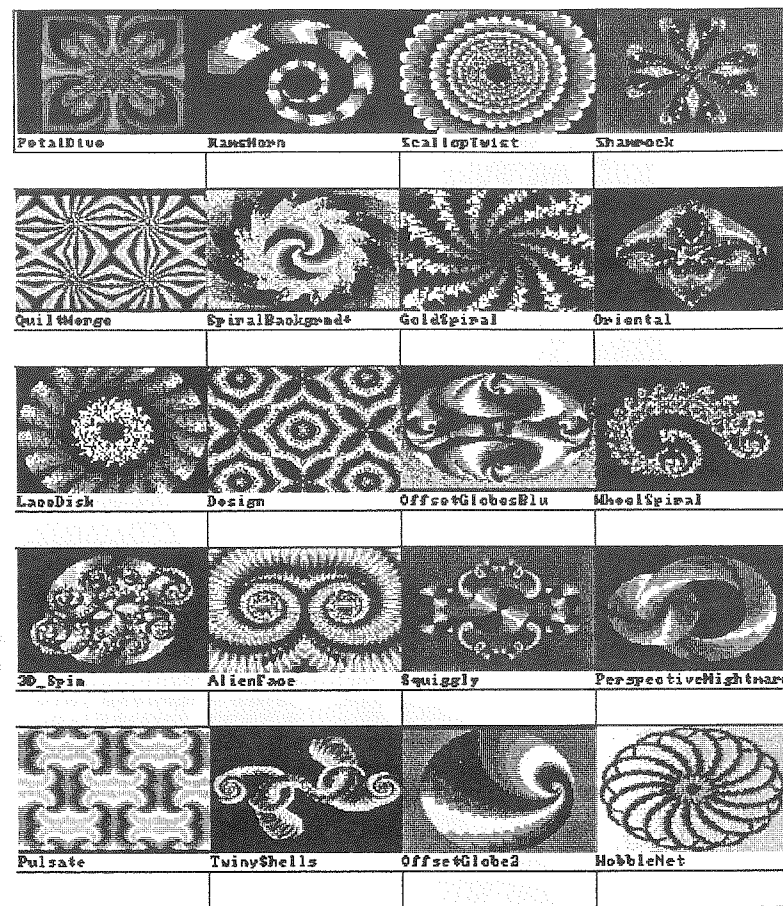 PetalDive RamsHorn ScallopTwist Shamrock
QuiltMerge SpiralBackgrnd+ GoldSpiral Oriental
LaceDisk Design OffsetGlobesBlu WheelSpiral
3D_Spin AlienFace Squiggly PerspectiveNightmare
Pulsate TwinyShells OffsetGlobe2 WobbleNet